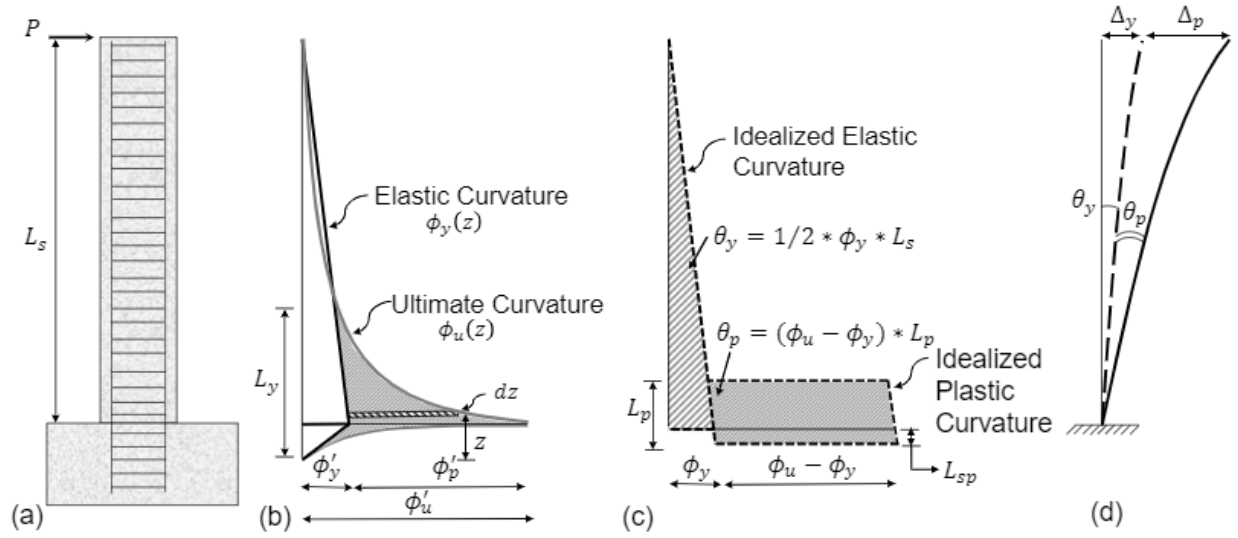 P
L_s
(a)
Elastic Curvature
ϕ_y(z)
Ultimate Curvature
ϕ_u(z)
L_y
dz
z
ϕ′_y
ϕ′_p
ϕ′_u
(b)
Idealized Elastic
Curvature
θ_y = 1/2 * ϕ_y * L_s
θ_p = (ϕ_u − ϕ_y) * L_p
Idealized
Plastic
Curvature
L_p
ϕ_y
ϕ_u − ϕ_y
L_sp
(c)
Δ_y
Δ_p
θ_y
θ_p
(d)